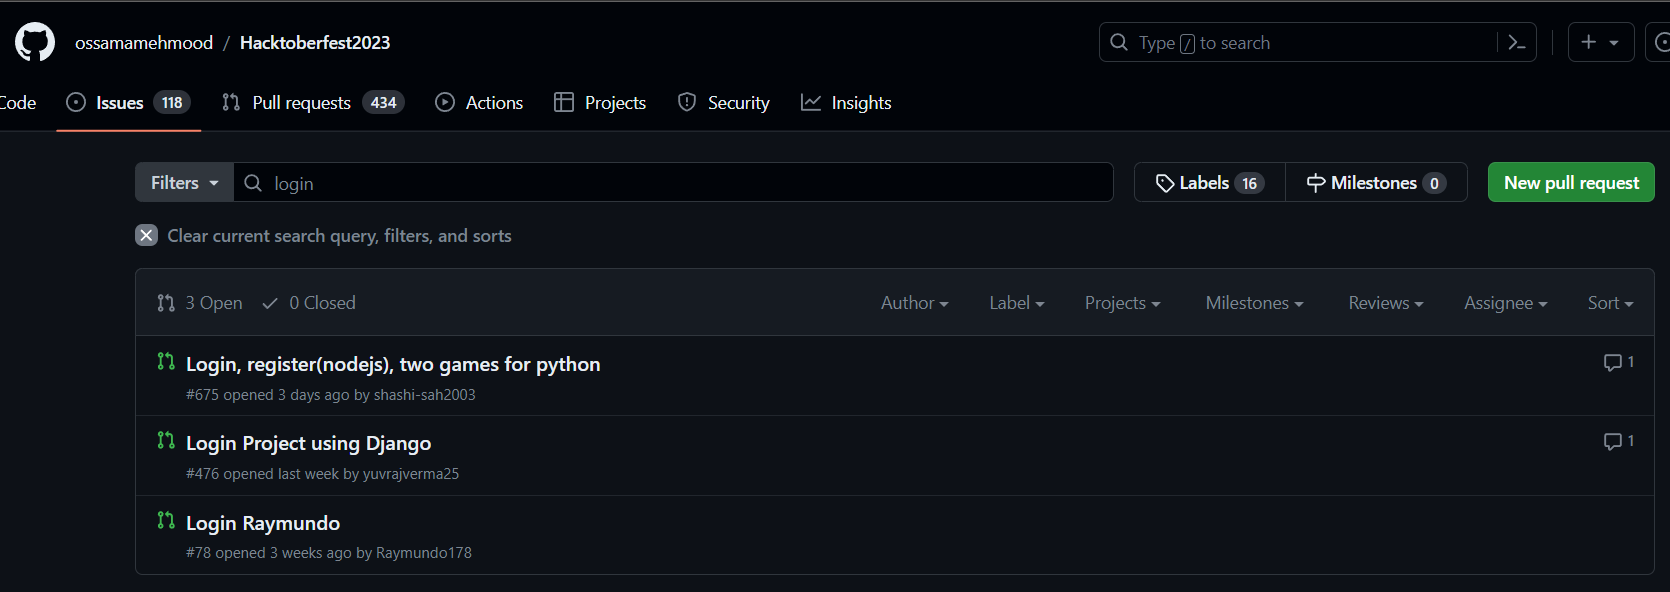 ossamamehmood / Hacktoberfest2023
Type / to search
Code Issues 118 Pull requests 434 Actions Projects Security Insights
Filters login Labels 16 Milestones 0 New pull request
Clear current search query, filters, and sorts
3 Open 0 Closed Author Label Projects Milestones Reviews Assignee Sort
Login, register(nodejs), two games for python 1
#675 opened 3 days ago by shashi-sah2003
Login Project using Django 1
#476 opened last week by yuvrajverma25
Login Raymundo
#78 opened 3 weeks ago by Raymundo178